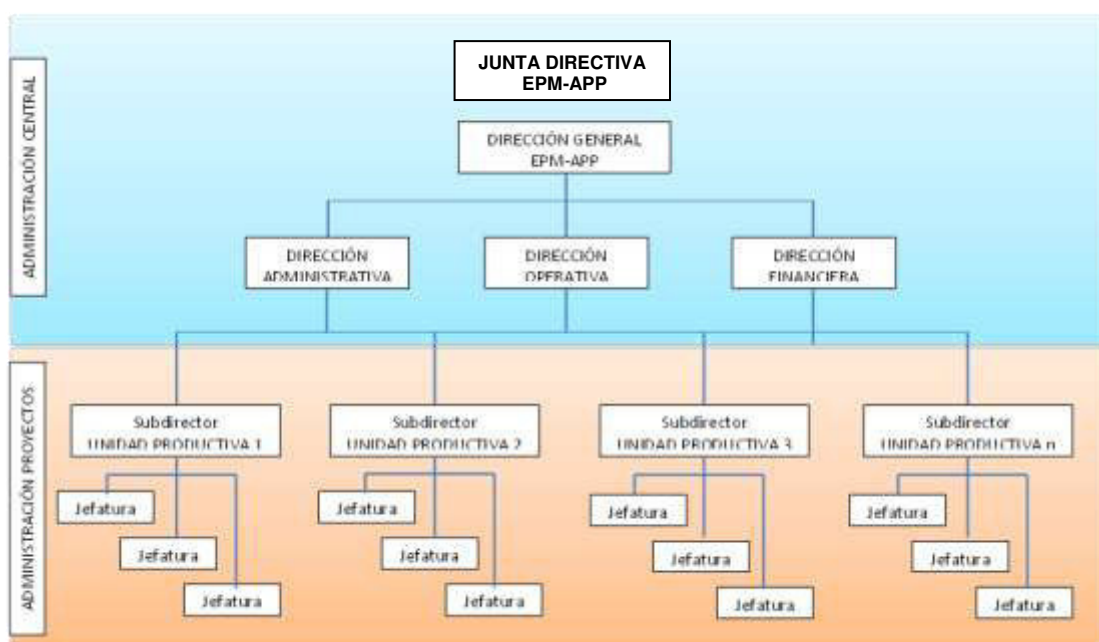 ADMINISTRACIÓN CENTRAL
JUNTA DIRECTIVA
EPM-APP
DIRECCIÓN GENERAL
EPM-APP
DIRECCIÓN
ADMINISTRATIVA
DIRECCIÓN
OPERATIVA
DIRECCIÓN
FINANCIERA
ADMINISTRACIÓN PROYECTOS
Subdirector
UNIDAD PRODUCTIVA 1
Subdirector
UNIDAD PRODUCTIVA 2
Subdirector
UNIDAD PRODUCTIVA 3
Subdirector
UNIDAD PRODUCTIVA n
Jefatura
Jefatura
Jefatura
Jefatura
Jefatura
Jefatura
Jefatura
Jefatura
Jefatura
Jefatura
Jefatura
Jefatura